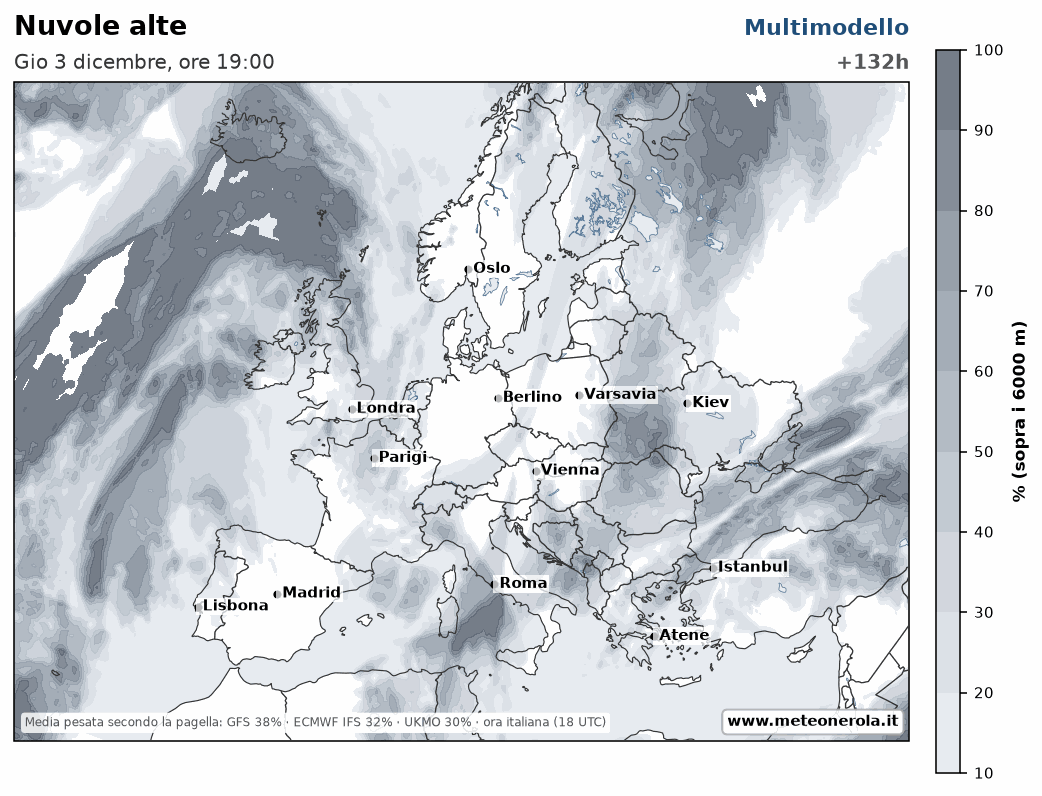 Nuvole alte
Multimodello
Gio 3 dicembre, ore 19:00
+132h
100
90
80
70
60
50
40
30
20
10
% (sopra i 6000 m)
Oslo
Berlino
Varsavia
Kiev
Londra
Parigi
Vienna
Istanbul
Roma
Madrid
Lisbona
Atene
Media pesata secondo la pagella: GFS 38% · ECMWF IFS 32% · UKMO 30% · ora italiana (18 UTC)
www.meteonerola.it